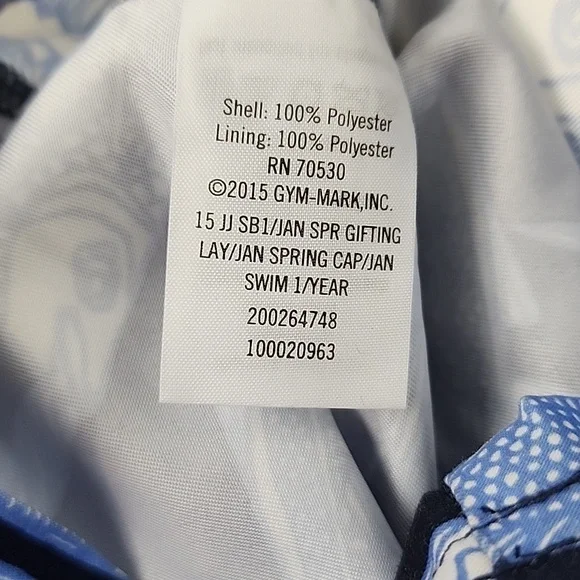 Shell: 100% Polyester
Lining: 100% Polyester
RN 70530
©2015 GYM-MARK,INC.
15 JJ SB1/JAN SPR GIFTING
LAY/JAN SPRING CAP/JAN
SWIM 1/YEAR
200264748
100020963